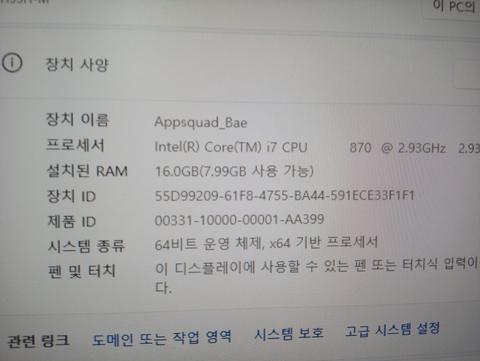 이 PC의
장치 사양
장치 이름 Appsquad_Bae
프로세서 Intel(R) Core(TM) i7 CPU 870 @ 2.93GHz 2.93
설치된 RAM 16.0GB(7.99GB 사용 가능)
장치 ID 55D99209-61F8-4755-BA44-591ECE33F1F1
제품 ID 00331-10000-00001-AA399
시스템 종류 64비트 운영 체제, x64 기반 프로세서
펜 및 터치 이 디스플레이에 사용할 수 있는 펜 또는 터치식 입력이
다.
관련 링크 도메인 또는 작업 영역 시스템 보호 고급 시스템 설정